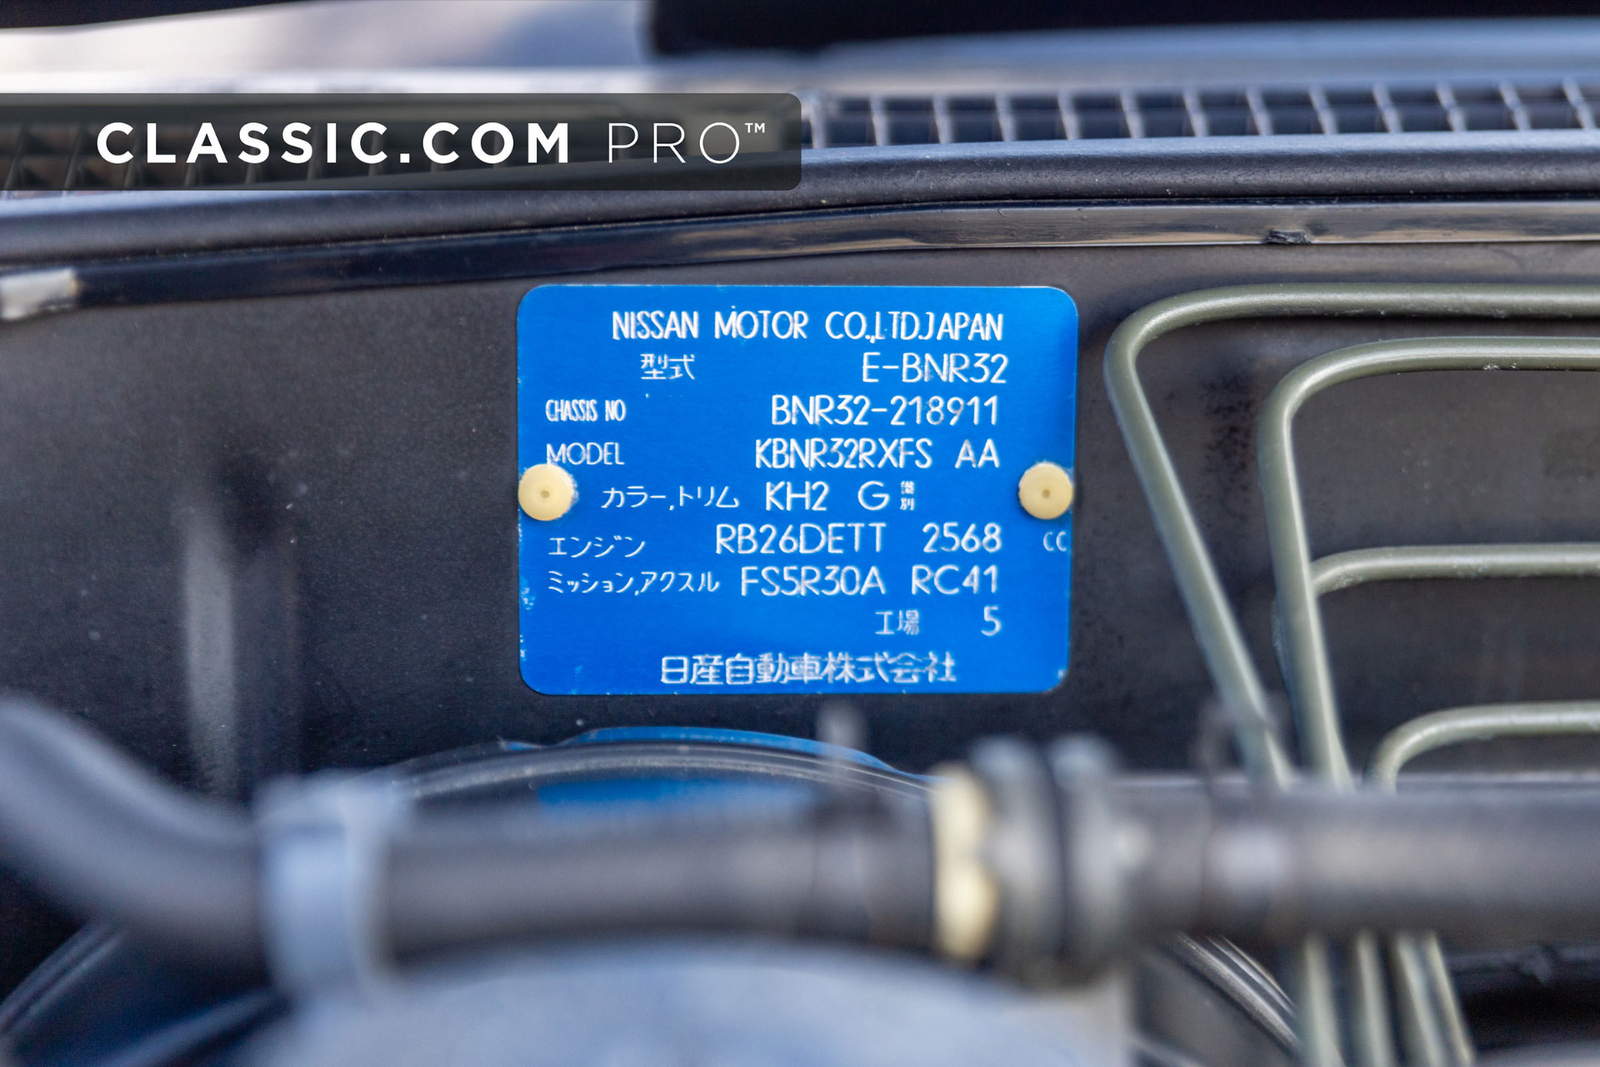 CLASSIC.COM PRO™
NISSAN MOTOR CO.,LTD.JAPAN
型式 E-BNR32
CHASSIS NO BNR32-218911
MODEL KBNR32RXFS AA
カラー,トリム KH2 G 識別
エンジン RB26DETT 2568 CC
ミッション,アクスル FS5R30A RC41
工場 5
日産自動車株式会社